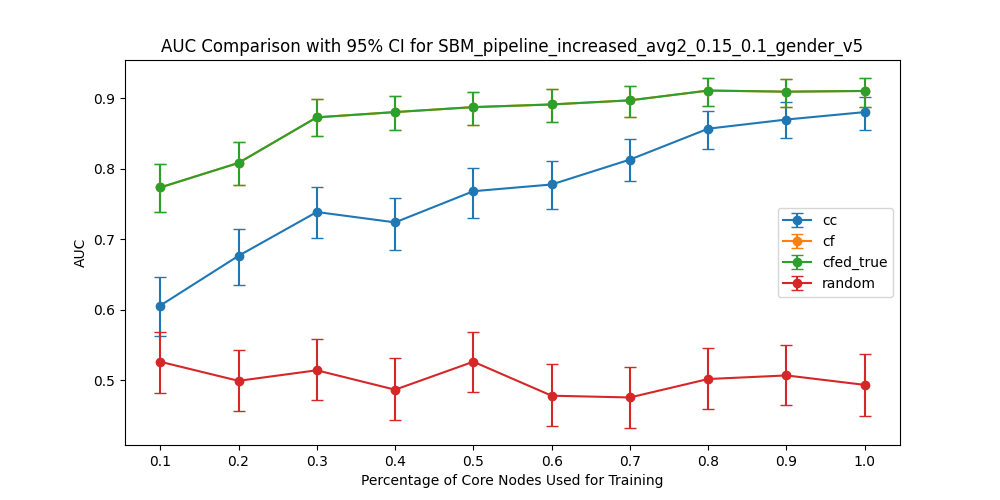 AUC Comparison with 95% CI for SBM_pipeline_increased_avg2_0.15_0.1_gender_v5
AUC
0.9
0.8
0.7
0.6
0.5
cc
cf
cfed_true
random
0.1 0.2 0.3 0.4 0.5 0.6 0.7 0.8 0.9 1.0
Percentage of Core Nodes Used for Training